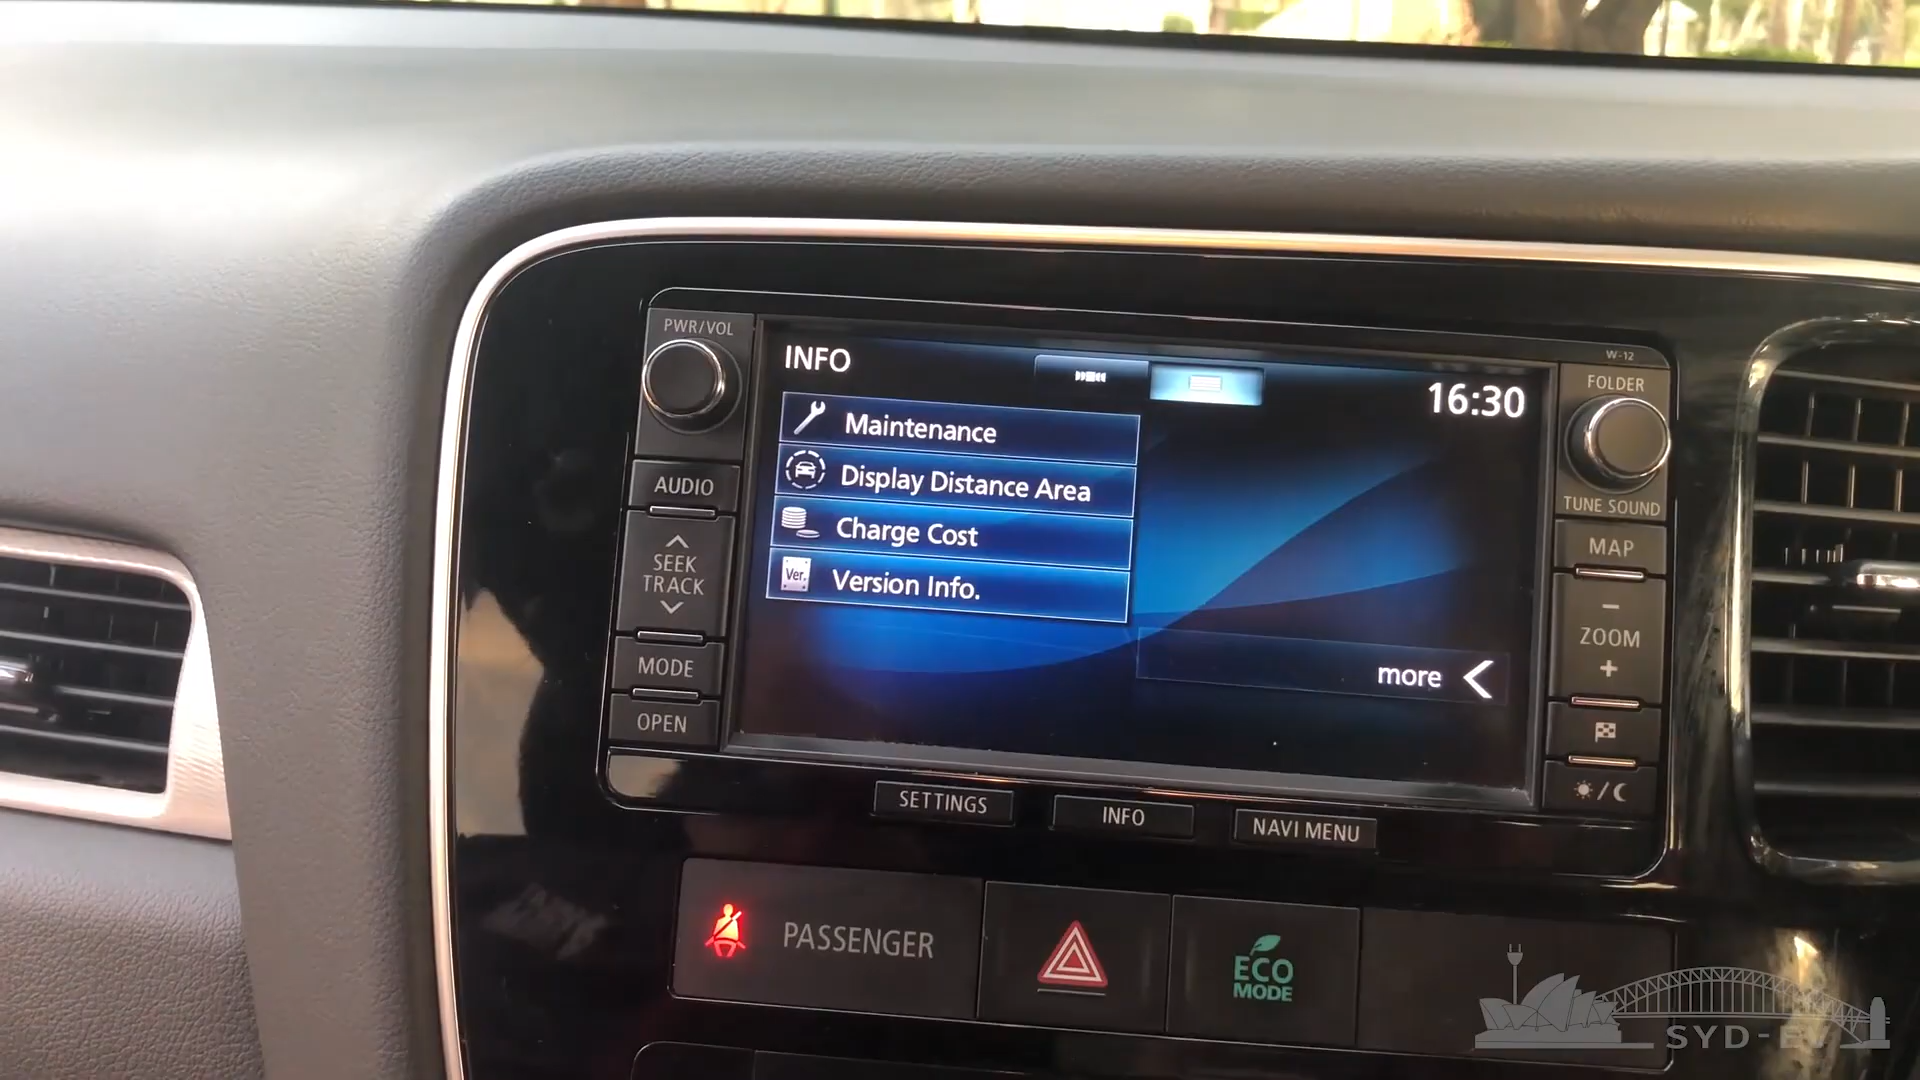 PWR/VOL
AUDIO
SEEK
TRACK
MODE
OPEN
INFO
16:30
Maintenance
Display Distance Area
Charge Cost
Ver.
Version Info.
more
W-12
FOLDER
TUNE SOUND
MAP
ZOOM
SETTINGS
INFO
NAVI MENU
PASSENGER
ECO
MODE
SYD-EV